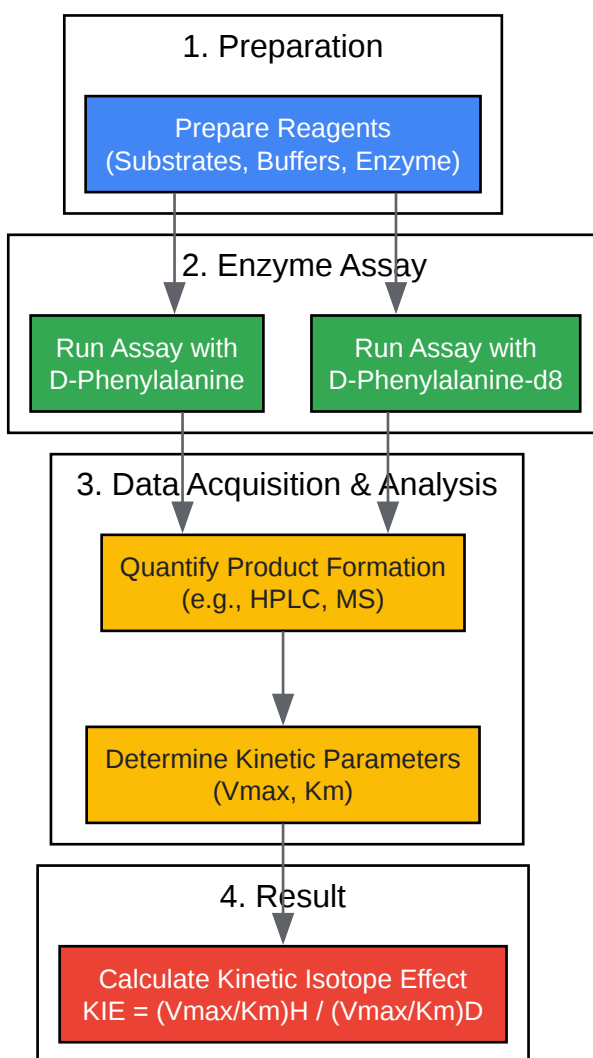 1. Preparation
Prepare Reagents
(Substrates, Buffers, Enzyme)
2. Enzyme Assay
Run Assay with
D-Phenylalanine
Run Assay with
D-Phenylalanine-d8
3. Data Acquisition & Analysis
Quantify Product Formation
(e.g., HPLC, MS)
Determine Kinetic Parameters
(Vmax, Km)
4. Result
Calculate Kinetic Isotope Effect
KIE = (Vmax/Km)H / (Vmax/Km)D